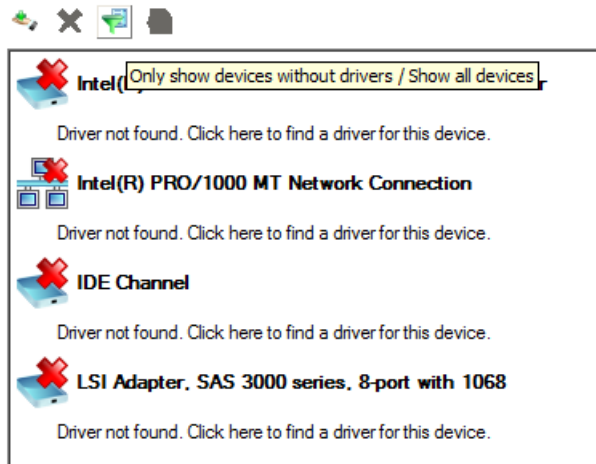 Only show devices without drivers / Show all devices
Intel( r
Driver not found. Click here to find a driver for this device.
Intel(R) PRO/1000 MT Network Connection
Driver not found. Click here to find a driver for this device.
IDE Channel
Driver not found. Click here to find a driver for this device.
LSI Adapter, SAS 3000 series, 8-port with 1068
Driver not found. Click here to find a driver for this device.